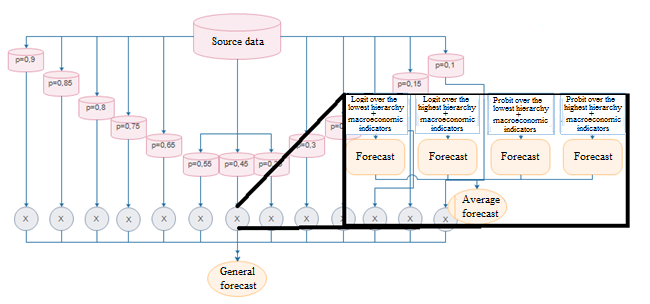 Source data
p=0,9
p=0,85
p=0,8
p=0,75
p=0,65
p=0,55
p=0,45
p=0,3
p=0,15
p=0,1
Logit over the
lowest hierarchy
+
macroeconomic
indicators
Logit over the
highest hierarchy
+
macroeconomic
indicators
Probit over the
lowest hierarchy
+
macroeconomic
indicators
Probit over the
highest hierarchy
+
macroeconomic
indicators
Forecast
Forecast
Forecast
Forecast
Average
forecast
X
X
X
X
X
X
X
X
X
X
X
X
X
General
forecast